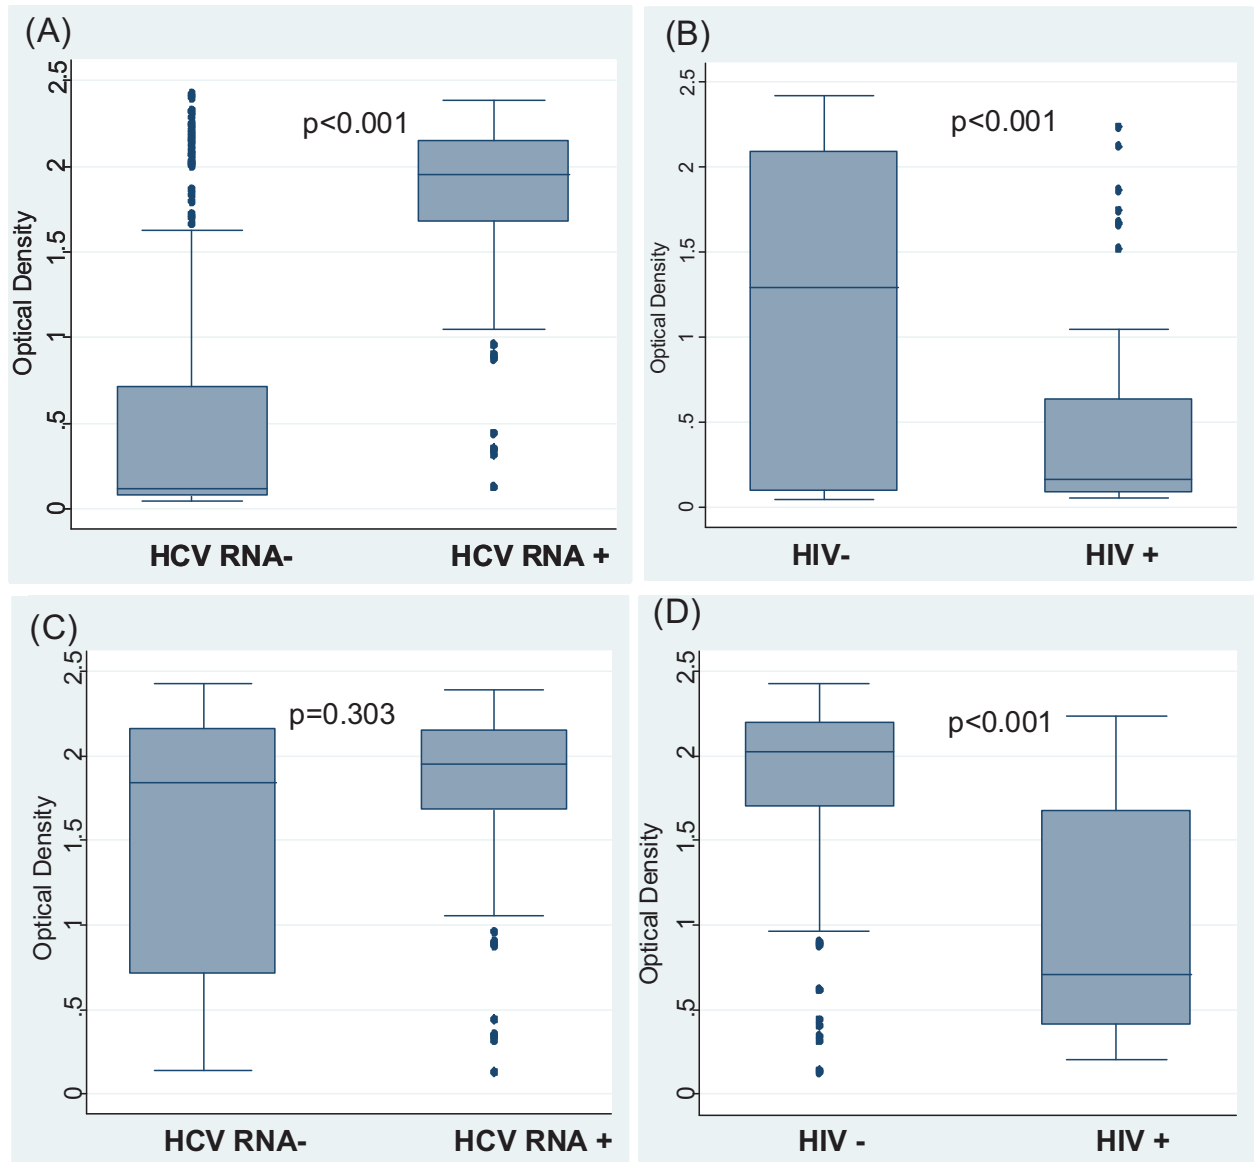 (A)
Optical Density
2.5
2
1.5
1
.5
0
p<0.001
HCV RNA-
HCV RNA +
(B)
Optical Density
2.5
2
1.5
1
.5
0
p<0.001
HIV-
HIV +
(C)
Optical Density
2.5
2
1.5
1
.5
0
p=0.303
HCV RNA-
HCV RNA +
(D)
Optical Density
2.5
2
1.5
1
.5
0
p<0.001
HIV -
HIV +